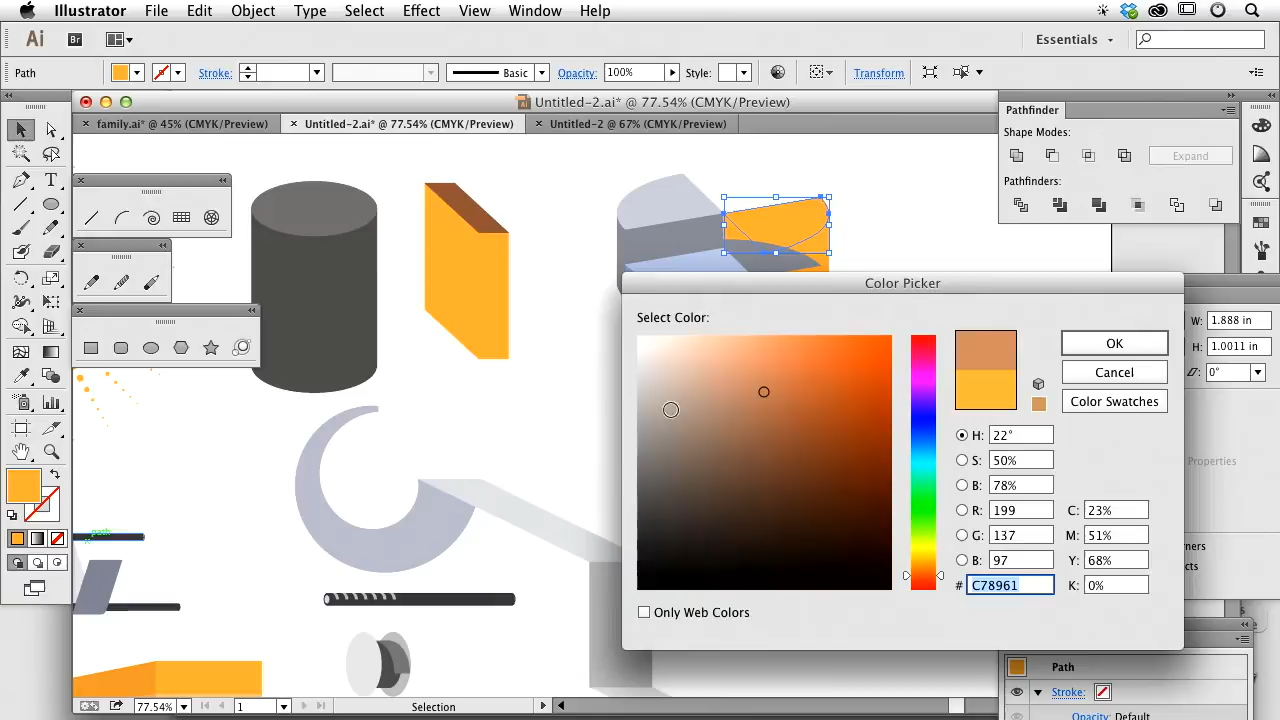 Illustrator File Edit Object Type Select Effect View Window Help
Ai Br Essentials
Path Stroke: Basic Opacity: 100% Style: Transform
Untitled-2.ai* @ 77.54% (CMYK/Preview)
family.ai* @ 45% (CMYK/Preview) Untitled-2.ai* @ 77.54% (CMYK/Preview) Untitled-2 @ 67% (CMYK/Preview)
Pathfinder
Shape Modes:
Expand
Pathfinders:
Color Picker
Select Color:
OK
Cancel
Color Swatches
H: 22°
S: 50%
B: 78%
R: 199 C: 23%
G: 137 M: 51%
B: 97 Y: 68%
# C78961 K: 0%
Only Web Colors
W: 1.888 in
H: 1.0011 in
0°
Properties
path
77.54% 1 Selection
Path
Stroke:
Opacity: Default